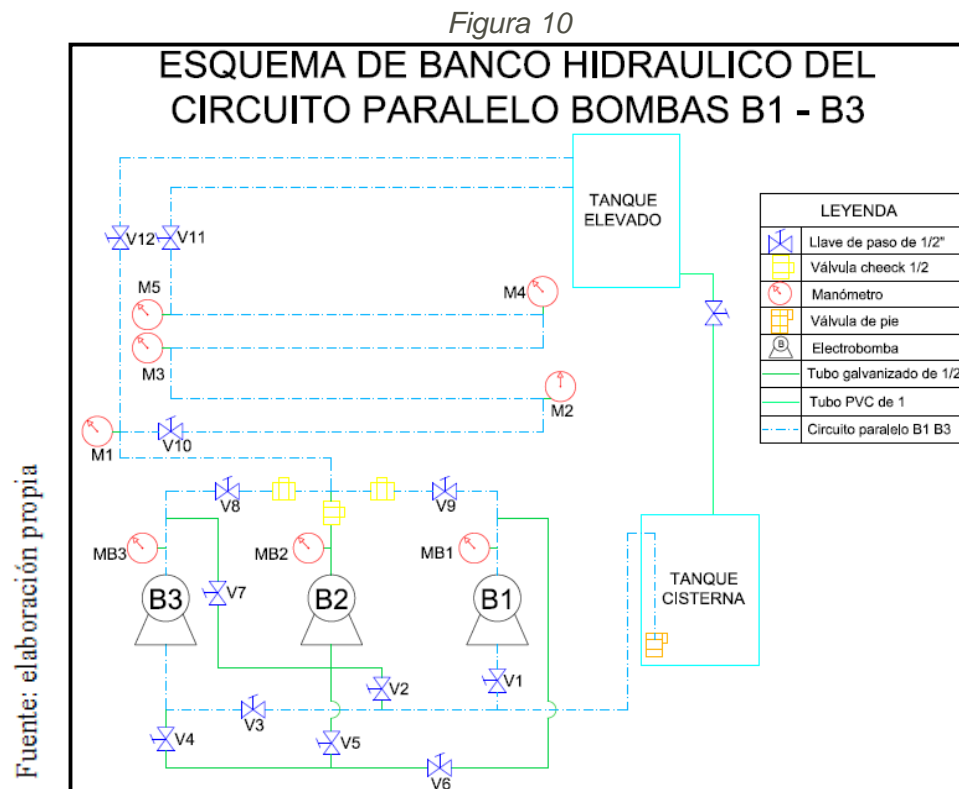 Figura 10
ESQUEMA DE BANCO HIDRAULICO DEL
CIRCUITO PARALELO BOMBAS B1 - B3
TANQUE
ELEVADO
LEYENDA
Llave de paso de 1/2"
Válvula cheeck 1/2
Manómetro
Válvula de pie
B
Electrobomba
Tubo galvanizado de 1/2
Tubo PVC de 1
Circuito paralelo B1 B3
V12
V11
M5
M4
M3
M2
M1
V10
V8
V9
MB3
MB2
MB1
V7
B3
B2
B1
TANQUE
CISTERNA
V2
V1
V3
V4
V5
V6
Fuente: elaboración propia